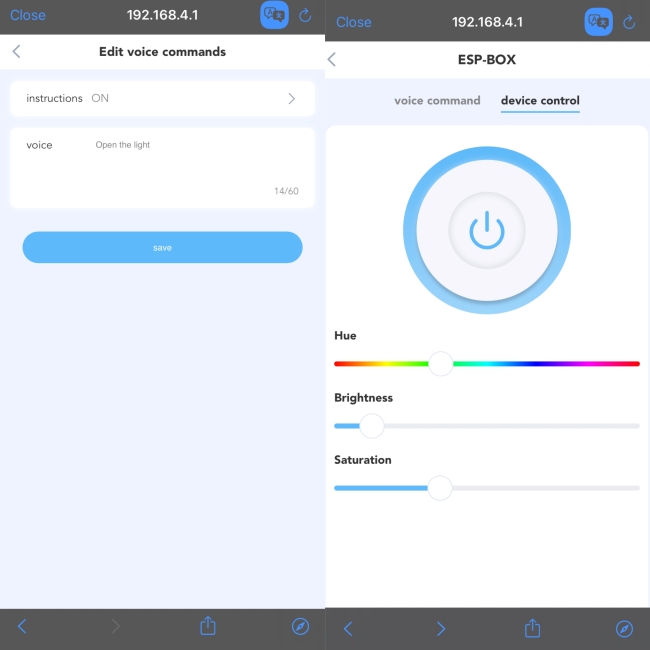 Close
192.168.4.1
Edit voice commands
instructions ON
voice Open the light
14/60
save
Close
192.168.4.1
ESP-BOX
voice command device control
Hue
Brightness
Saturation